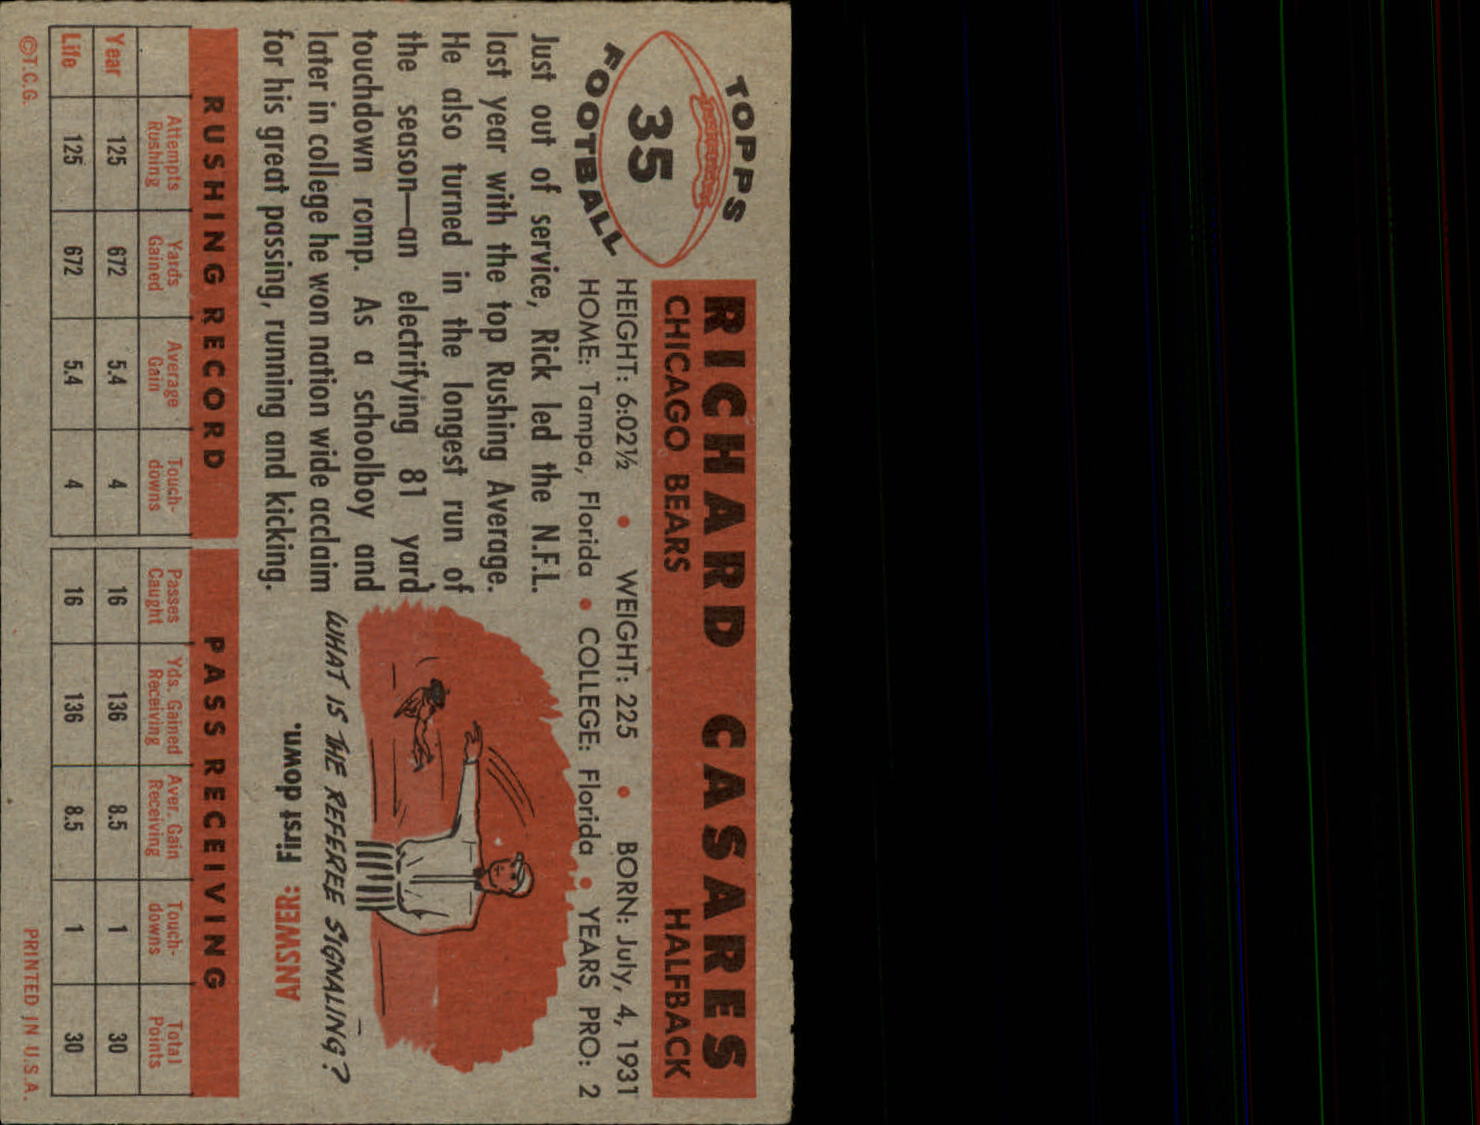 TOPPS
35
FOOTBALL
RICHARD CASARES
CHICAGO BEARS HALFBACK
HEIGHT: 6:02½ • WEIGHT: 225 • BORN: July, 4, 1931
HOME: Tampa, Florida • COLLEGE: Florida • YEARS PRO: 2
Just out of service, Rick led the N.F.L.
last year with the top Rushing Average.
He also turned in the longest run of
the season—an electrifying 81 yard
touchdown romp. As a schoolboy and
later in college he won nation wide acclaim
for his great passing, running and kicking.
WHAT IS THE REFEREE SIGNALING?
ANSWER: First down.
RUSHING RECORD PASS RECEIVING
Attempts Rushing Yards Gained Average Gain Touch-downs Passes Caught Yds. Gained Receiving Aver. Gain Receiving Touch-downs Total Points
Year 125 672 5.4 4 16 136 8.5 1 30
Life 125 672 5.4 4 16 136 8.5 1 30
©T.C.G. PRINTED IN U.S.A.